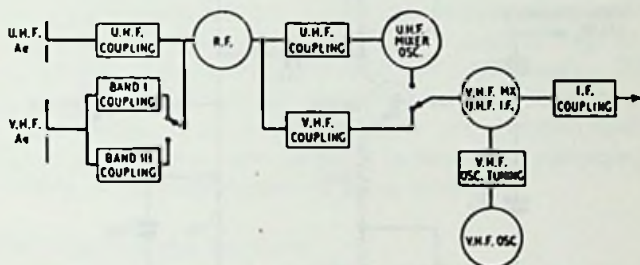 U.H.F.
Ae
U.H.F.
COUPLING
R.F.
U.H.F.
COUPLING
U.H.F.
MIXER
OSC.
V.H.F.
Ae
BAND I
COUPLING
BAND III
COUPLING
V.H.F.
COUPLING
V.H.F. MX
U.H.F. I.F.
I.F.
COUPLING
V.H.F.
OSC. TUNING
V.H.F. OSC